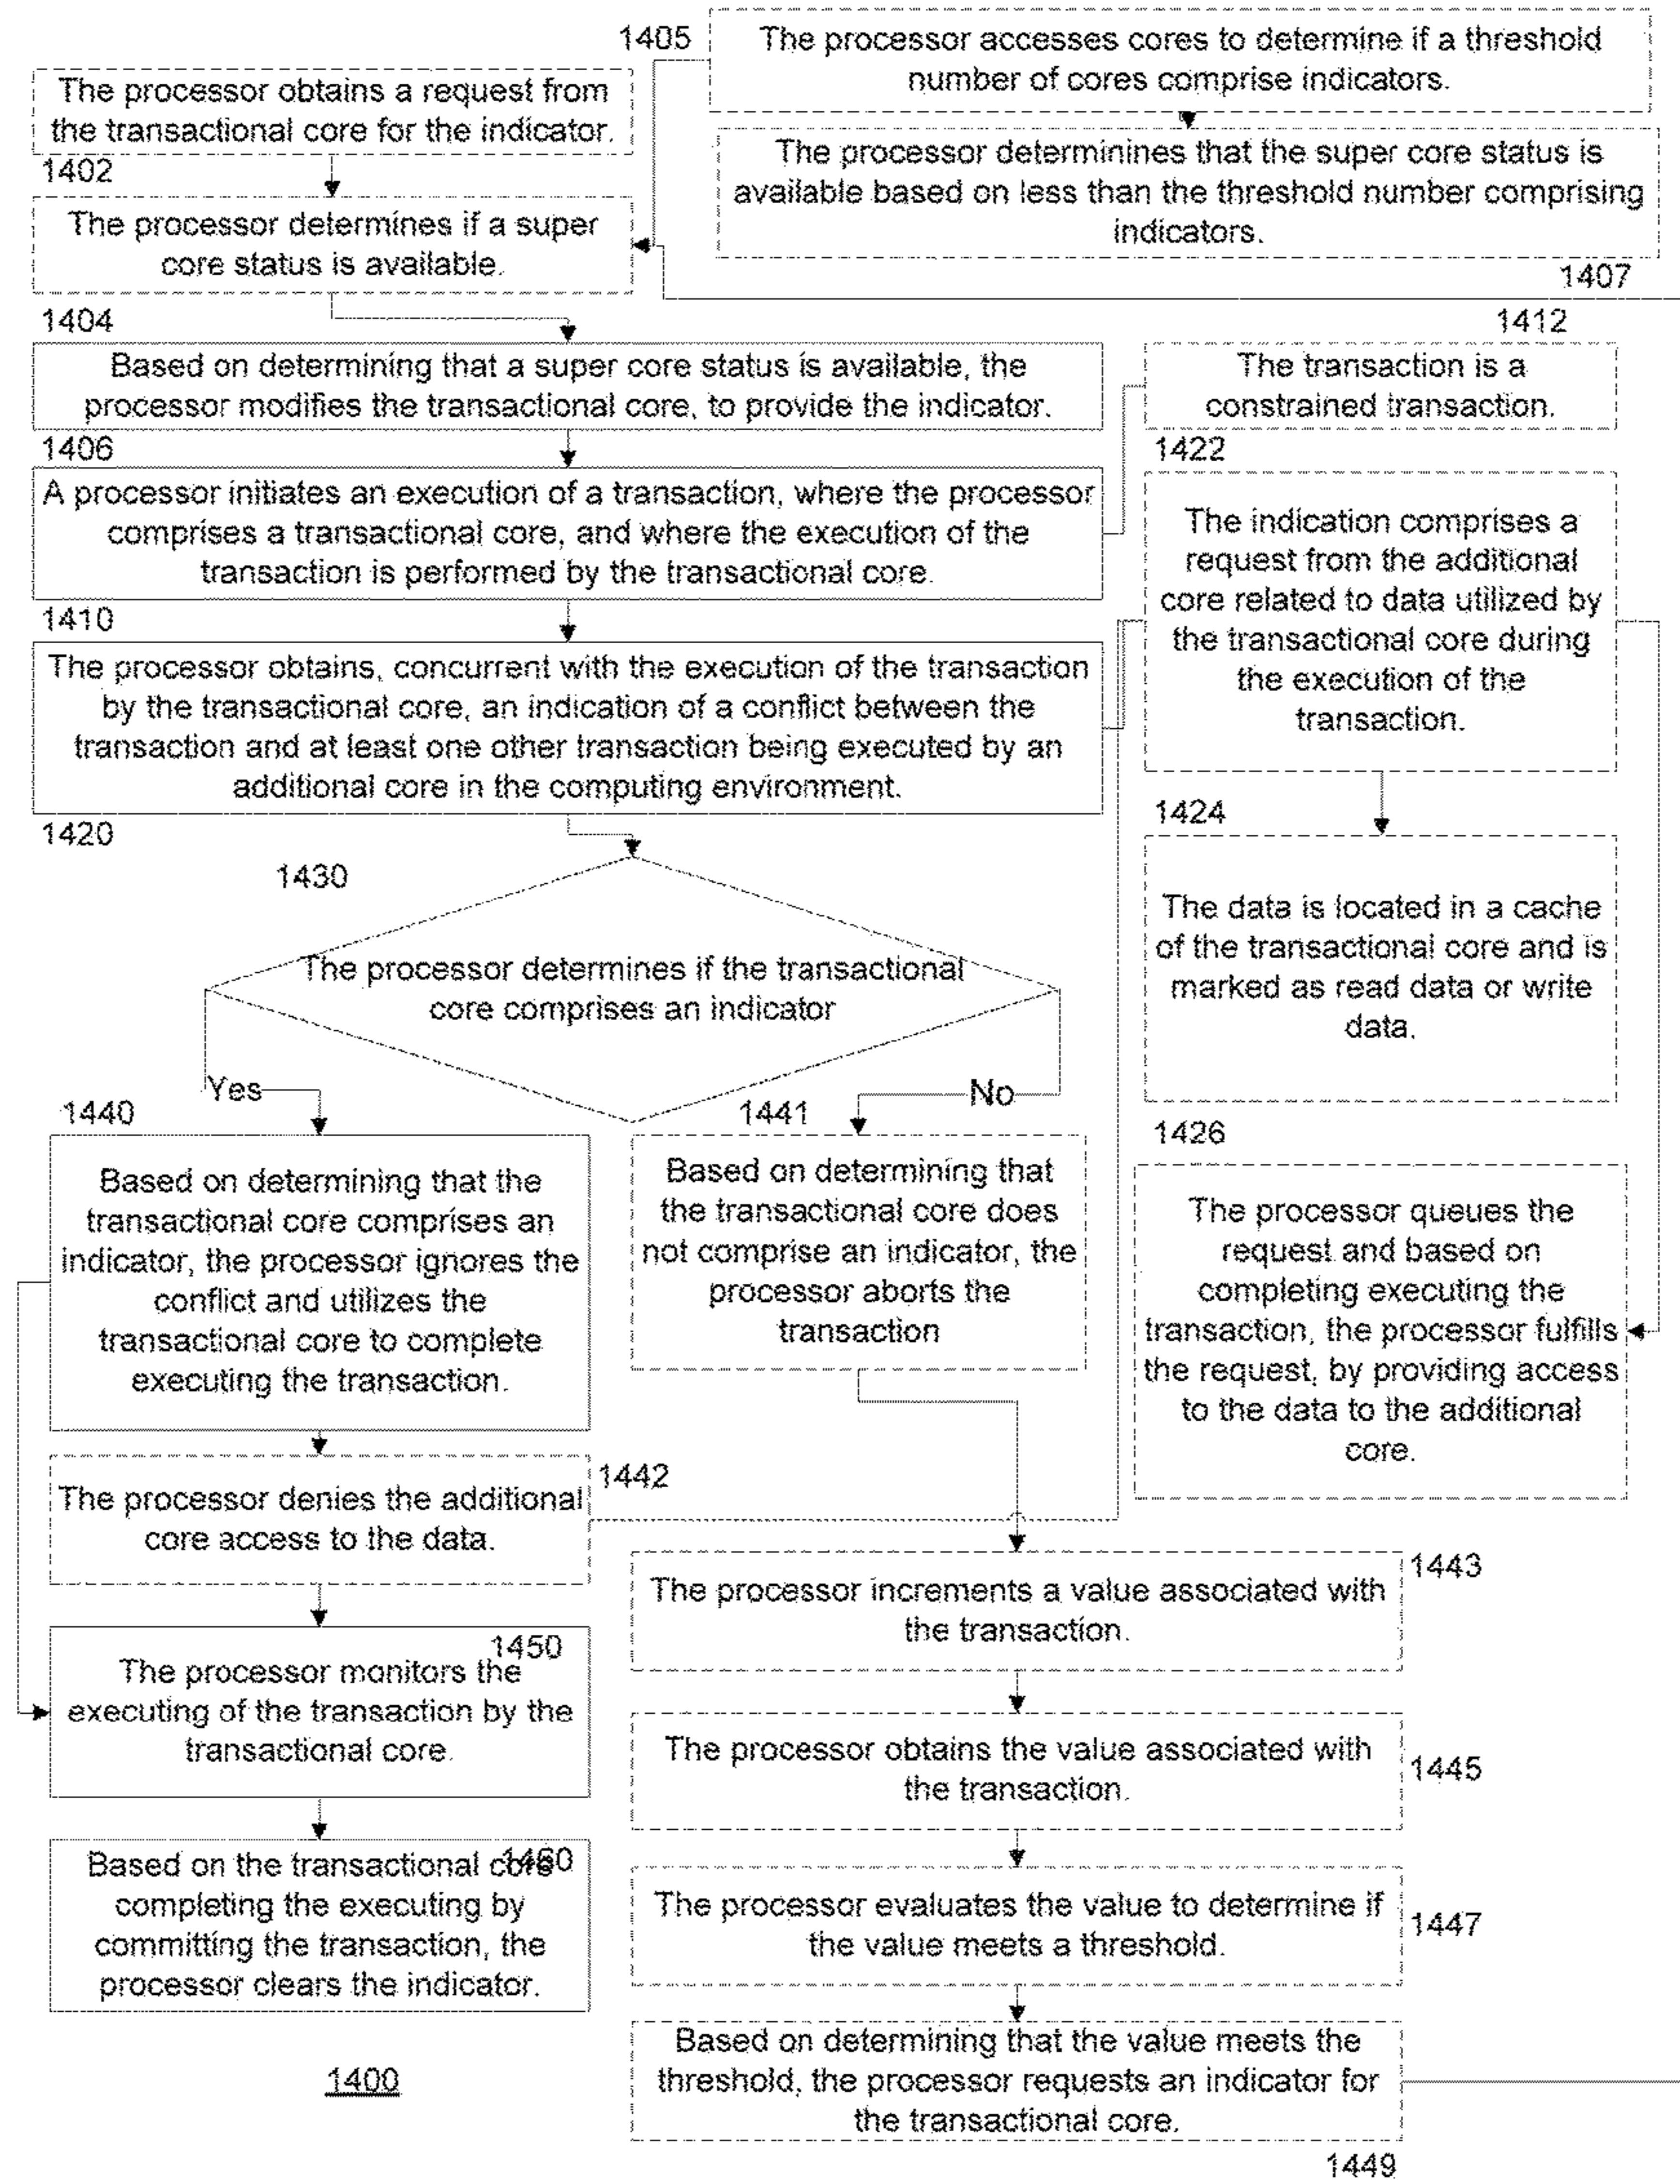 1405
The processor accesses cores to determine if a threshold
number of cores comprise indicators.
The processor obtains a request from
the transactional core for the indicator.
1402
The processor determinines that the super core status is
available based on less than the threshold number comprising
indicators.
1407
The processor determines if a super
core status is available.
1404
1412
Based on determining that a super core status is available, the
processor modifies the transactional core, to provide the indicator.
1406
The transaction is a
constrained transaction.
1422
A processor initiates an execution of a transaction, where the processor
comprises a transactional core, and where the execution of the
transaction is performed by the transactional core.
1410
The indication comprises a
request from the additional
core related to data utilized by
the transactional core during
the execution of the
transaction.
The processor obtains, concurrent with the execution of the transaction
by the transactional core, an indication of a conflict between the
transaction and at least one other transaction being executed by an
additional core in the computing environment.
1420
1424
The data is located in a cache
of the transactional core and is
marked as read data or write
data.
1430
The processor determines if the transactional
core comprises an indicator
Yes
No
1440
1441
1426
Based on determining that the
transactional core comprises an
indicator, the processor ignores the
conflict and utilizes the
transactional core to complete
executing the transaction.
Based on determining that
the transactional core does
not comprise an indicator, the
processor aborts the
transaction
The processor queues the
request and based on
completing executing the
transaction, the processor fulfills
the request, by providing access
to the data to the additional
core.
The processor denies the additional
core access to the data.
1442
1450
The processor monitors the
executing of the transaction by the
transactional core.
The processor increments a value associated with
the transaction.
1443
The processor obtains the value associated with
the transaction.
1445
1460
Based on the transactional core
completing the executing by
committing the transaction, the
processor clears the indicator.
The processor evaluates the value to determine if
the value meets a threshold.
1447
Based on determining that the value meets the
threshold, the processor requests an indicator for
the transactional core.
1449
1400